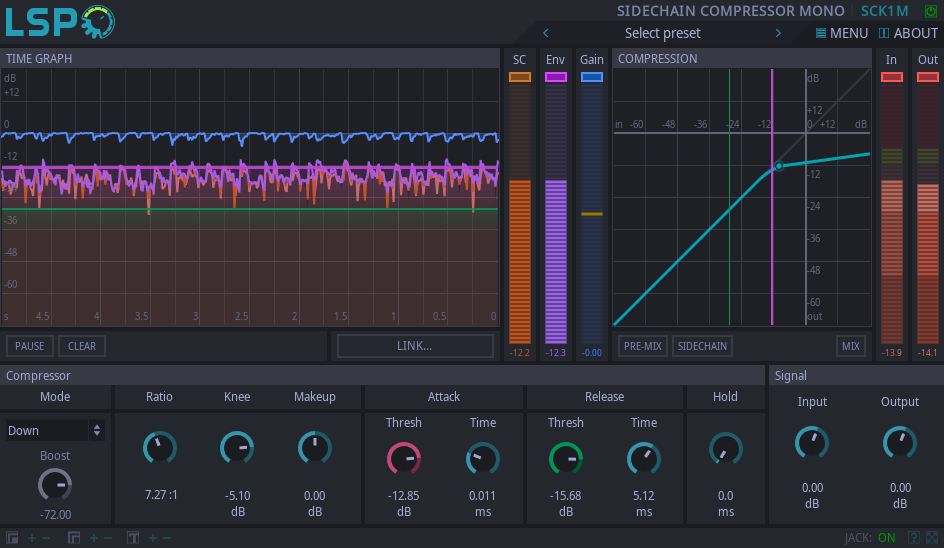 LSP
SIDECHAIN COMPRESSOR MONO SCK1M
Select preset
MENU ABOUT
TIME GRAPH
SC Env Gain
COMPRESSION
In Out
dB
+12
0
-12
-36
-48
-60
s 4.5 4 3.5 3 2.5 2 1.5 1 0.5 0
dB
+12
in -60 -48 -36 -24 -12 0 +12 dB
-12
-24
-36
-48
-60
out
PAUSE CLEAR LINK...
-12.2 -12.3 -0.00
PRE-MIX SIDECHAIN MIX
-13.9 -14.1
Compressor
Signal
Mode Ratio Knee Makeup Attack Release Hold
Input Output
Thresh Time Thresh Time
Down
Boost
-72.00
7.27 :1
-5.10
dB
0.00
dB
-12.85
dB
0.011
ms
-15.68
dB
5.12
ms
0.0
ms
0.00
dB
0.00
dB
JACK: ON